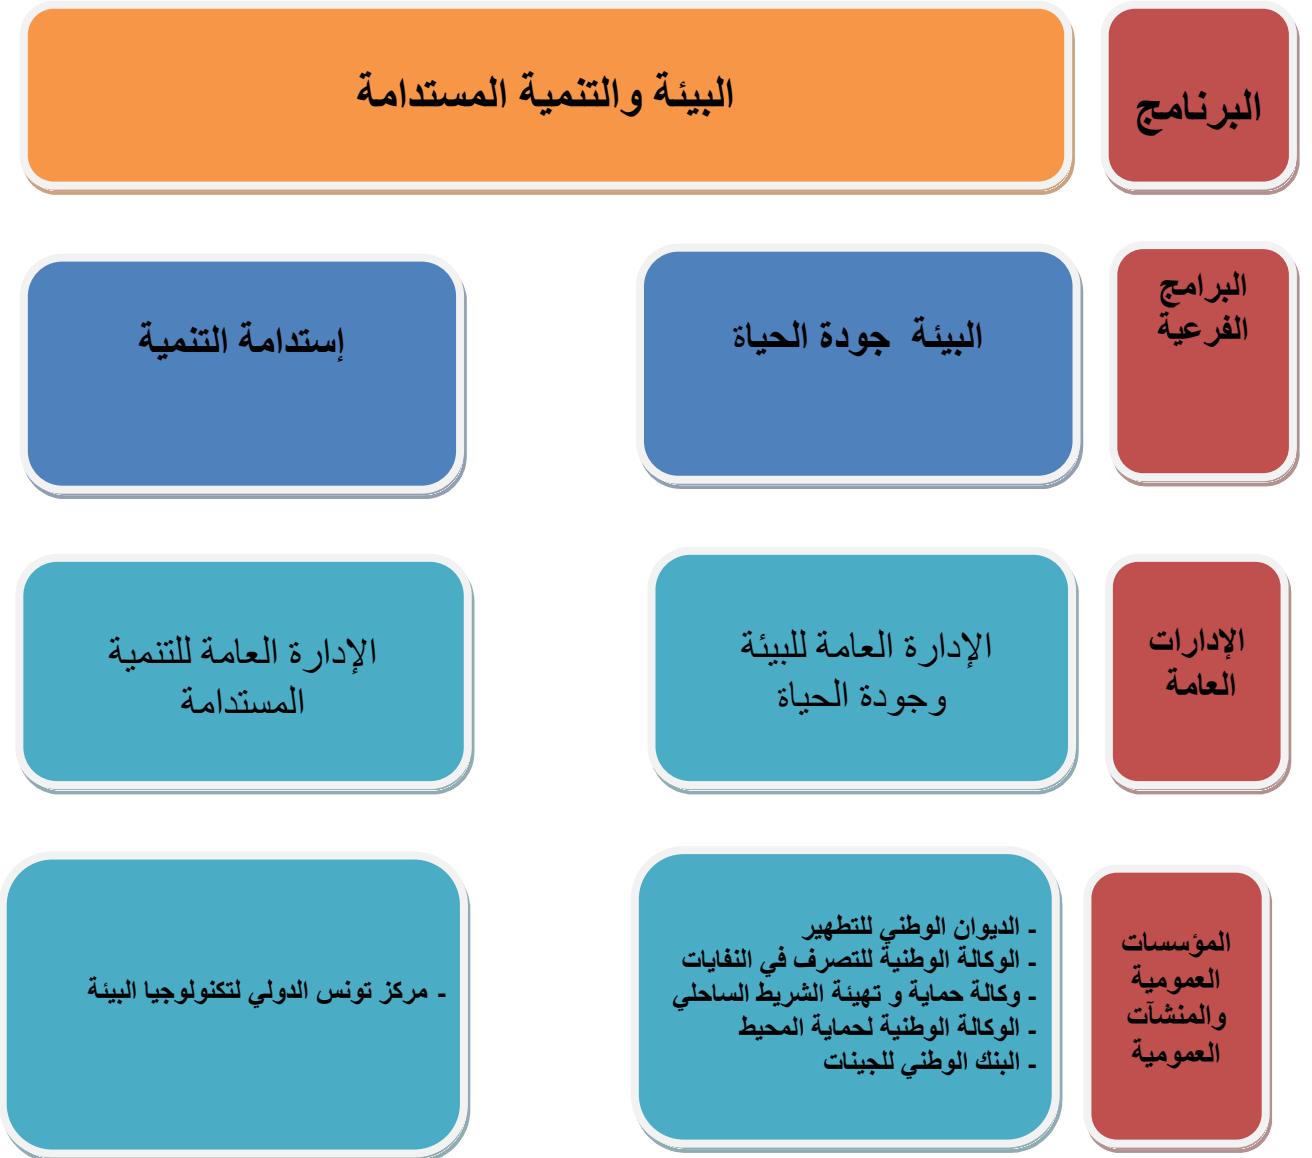 البرنامج
البيئة والتنمية المستدامة
البرامج
الفرعية
البيئة جودة الحياة
إستدامة التنمية
الإدارات
العامة
الإدارة العامة للبيئة
وجودة الحياة
الإدارة العامة للتنمية
المستدامة
المؤسسات
العمومية
والمنشآت
العمومية
- الديوان الوطني للتطهير
- الوكالة الوطنية للتصرف في النفايات
- وكالة حماية و تهيئة الشريط الساحلي
- الوكالة الوطنية لحماية المحيط
- البنك الوطني للجينات
- مركز تونس الدولي لتكنولوجيا البيئة